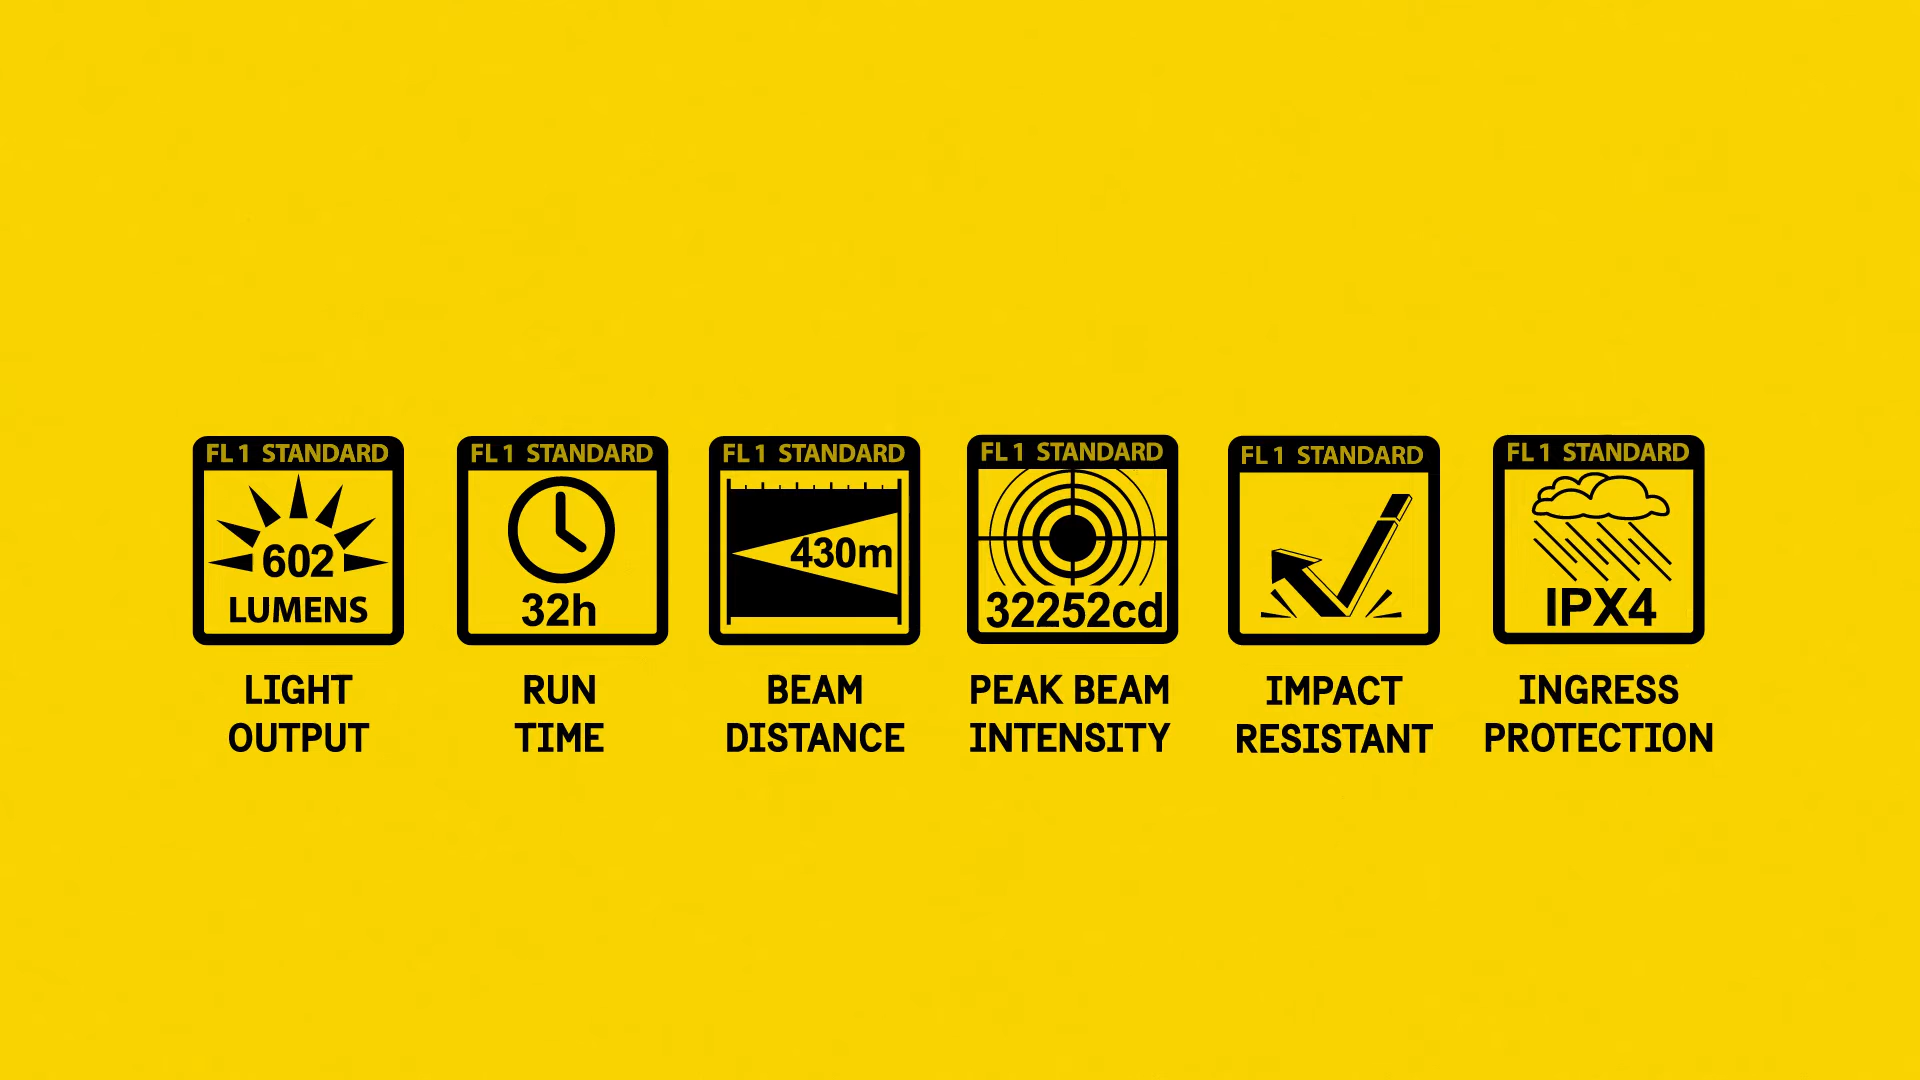 FL 1 STANDARD
602
LUMENS
LIGHT
OUTPUT
FL 1 STANDARD
32h
RUN
TIME
FL 1 STANDARD
430m
BEAM
DISTANCE
FL 1 STANDARD
32252cd
PEAK BEAM
INTENSITY
FL 1 STANDARD
IMPACT
RESISTANT
FL 1 STANDARD
IPX4
INGRESS
PROTECTION